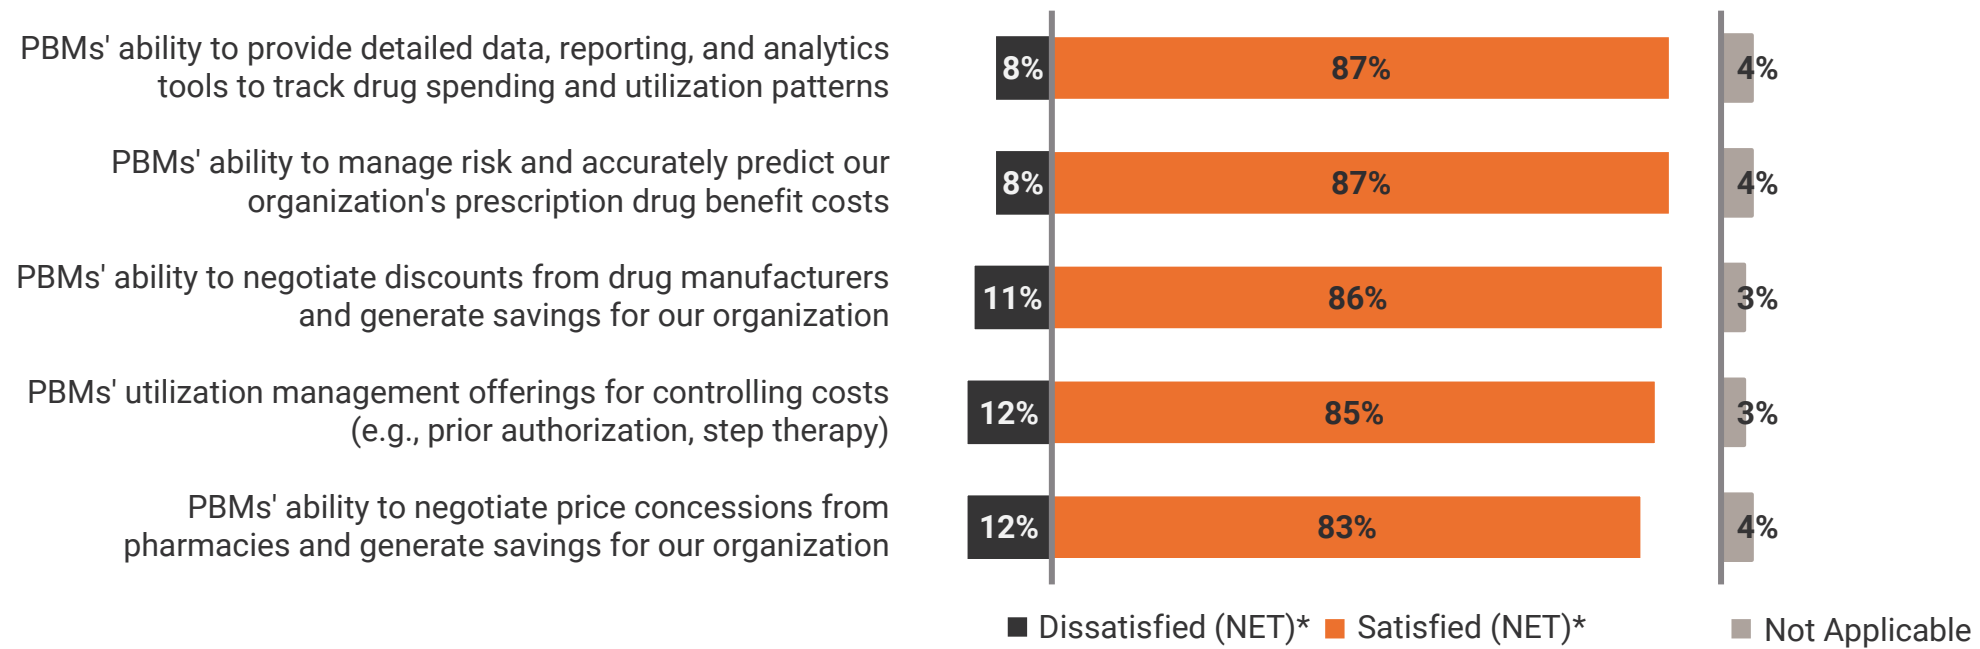 PBMs' ability to provide detailed data, reporting, and analytics
tools to track drug spending and utilization patterns
8%
87%
4%
PBMs' ability to manage risk and accurately predict our
organization's prescription drug benefit costs
8%
87%
4%
PBMs' ability to negotiate discounts from drug manufacturers
and generate savings for our organization
11%
86%
3%
PBMs' utilization management offerings for controlling costs
(e.g., prior authorization, step therapy)
12%
85%
3%
PBMs' ability to negotiate price concessions from
pharmacies and generate savings for our organization
12%
83%
4%
Dissatisfied (NET)*
Satisfied (NET)*
Not Applicable